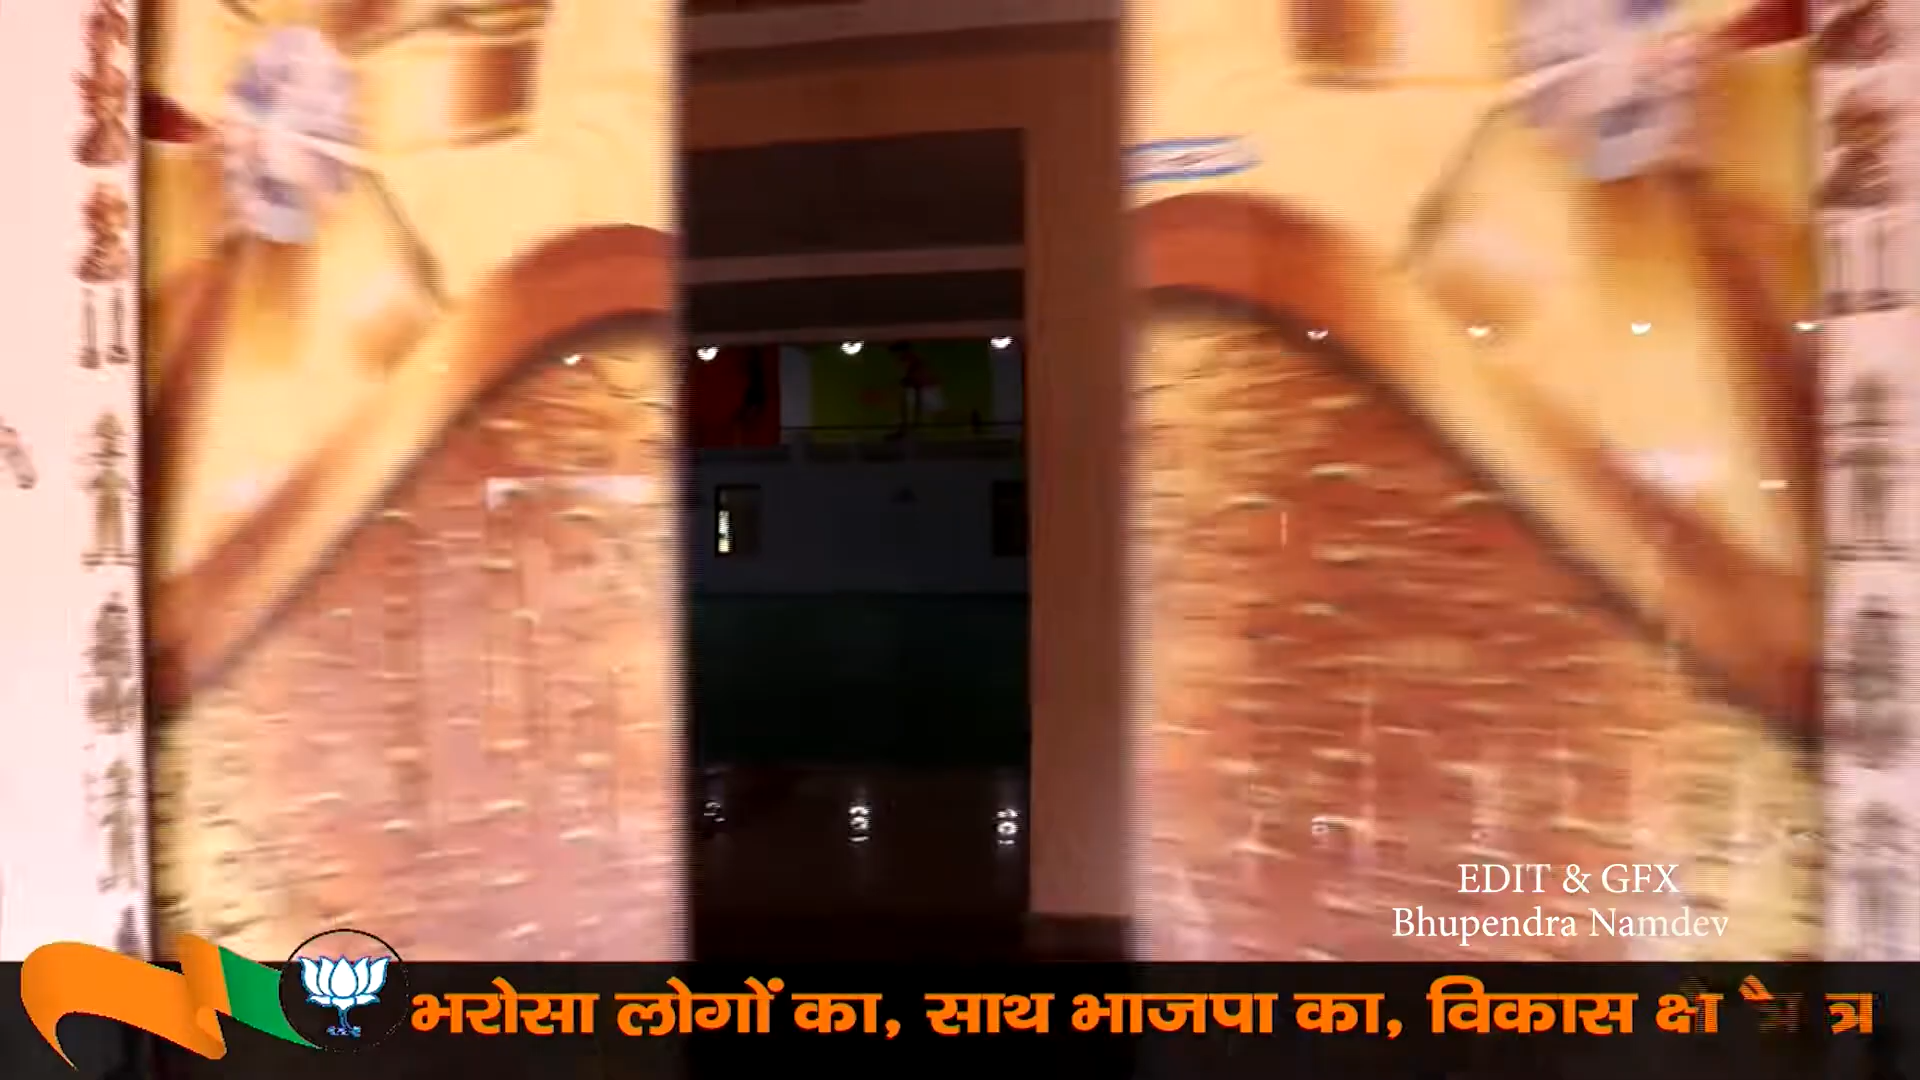 EDIT & GFX
Bhupendra Namdev
भरोसा लोगों का, साथ भाजपा का, विकास